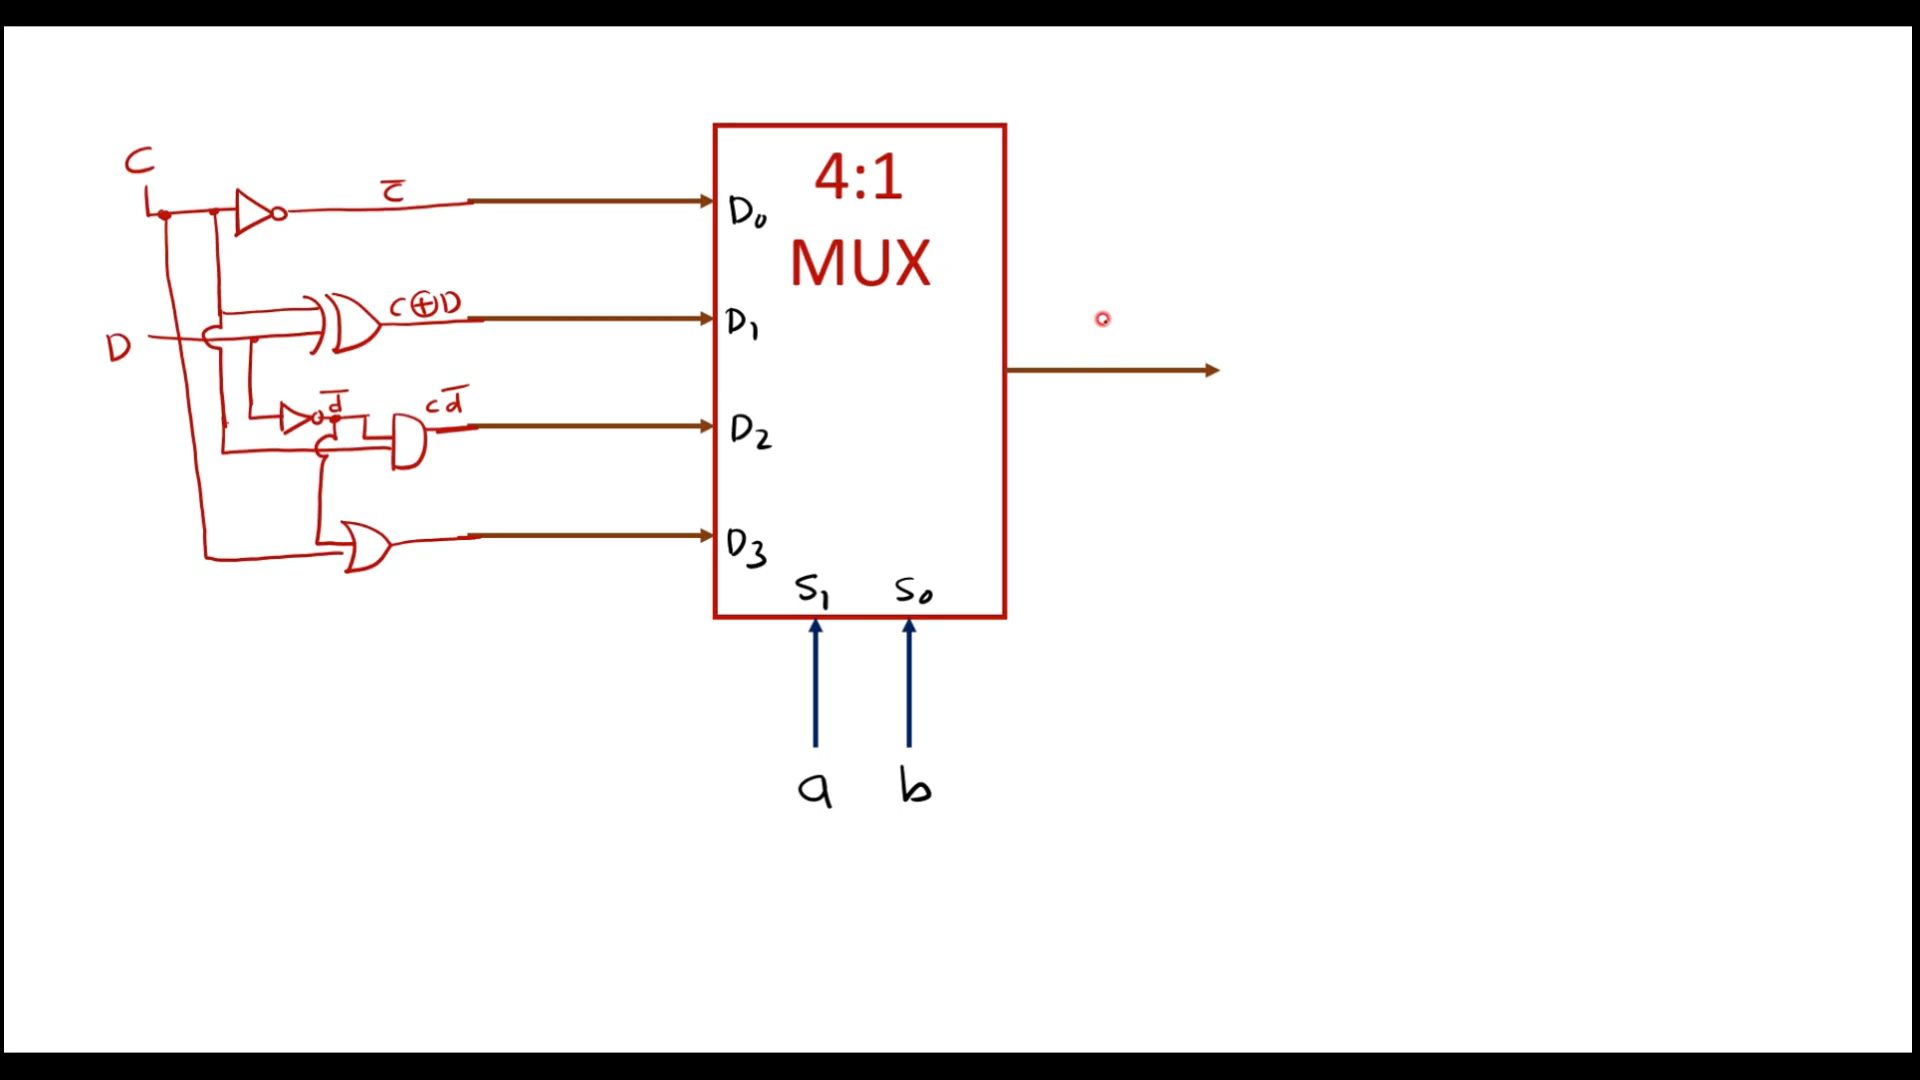 4:1
MUX
C
c̅
D₀
c⊕D
D₁
D
d̅
cd̅
D₂
D₃
S₁ S₀
a b